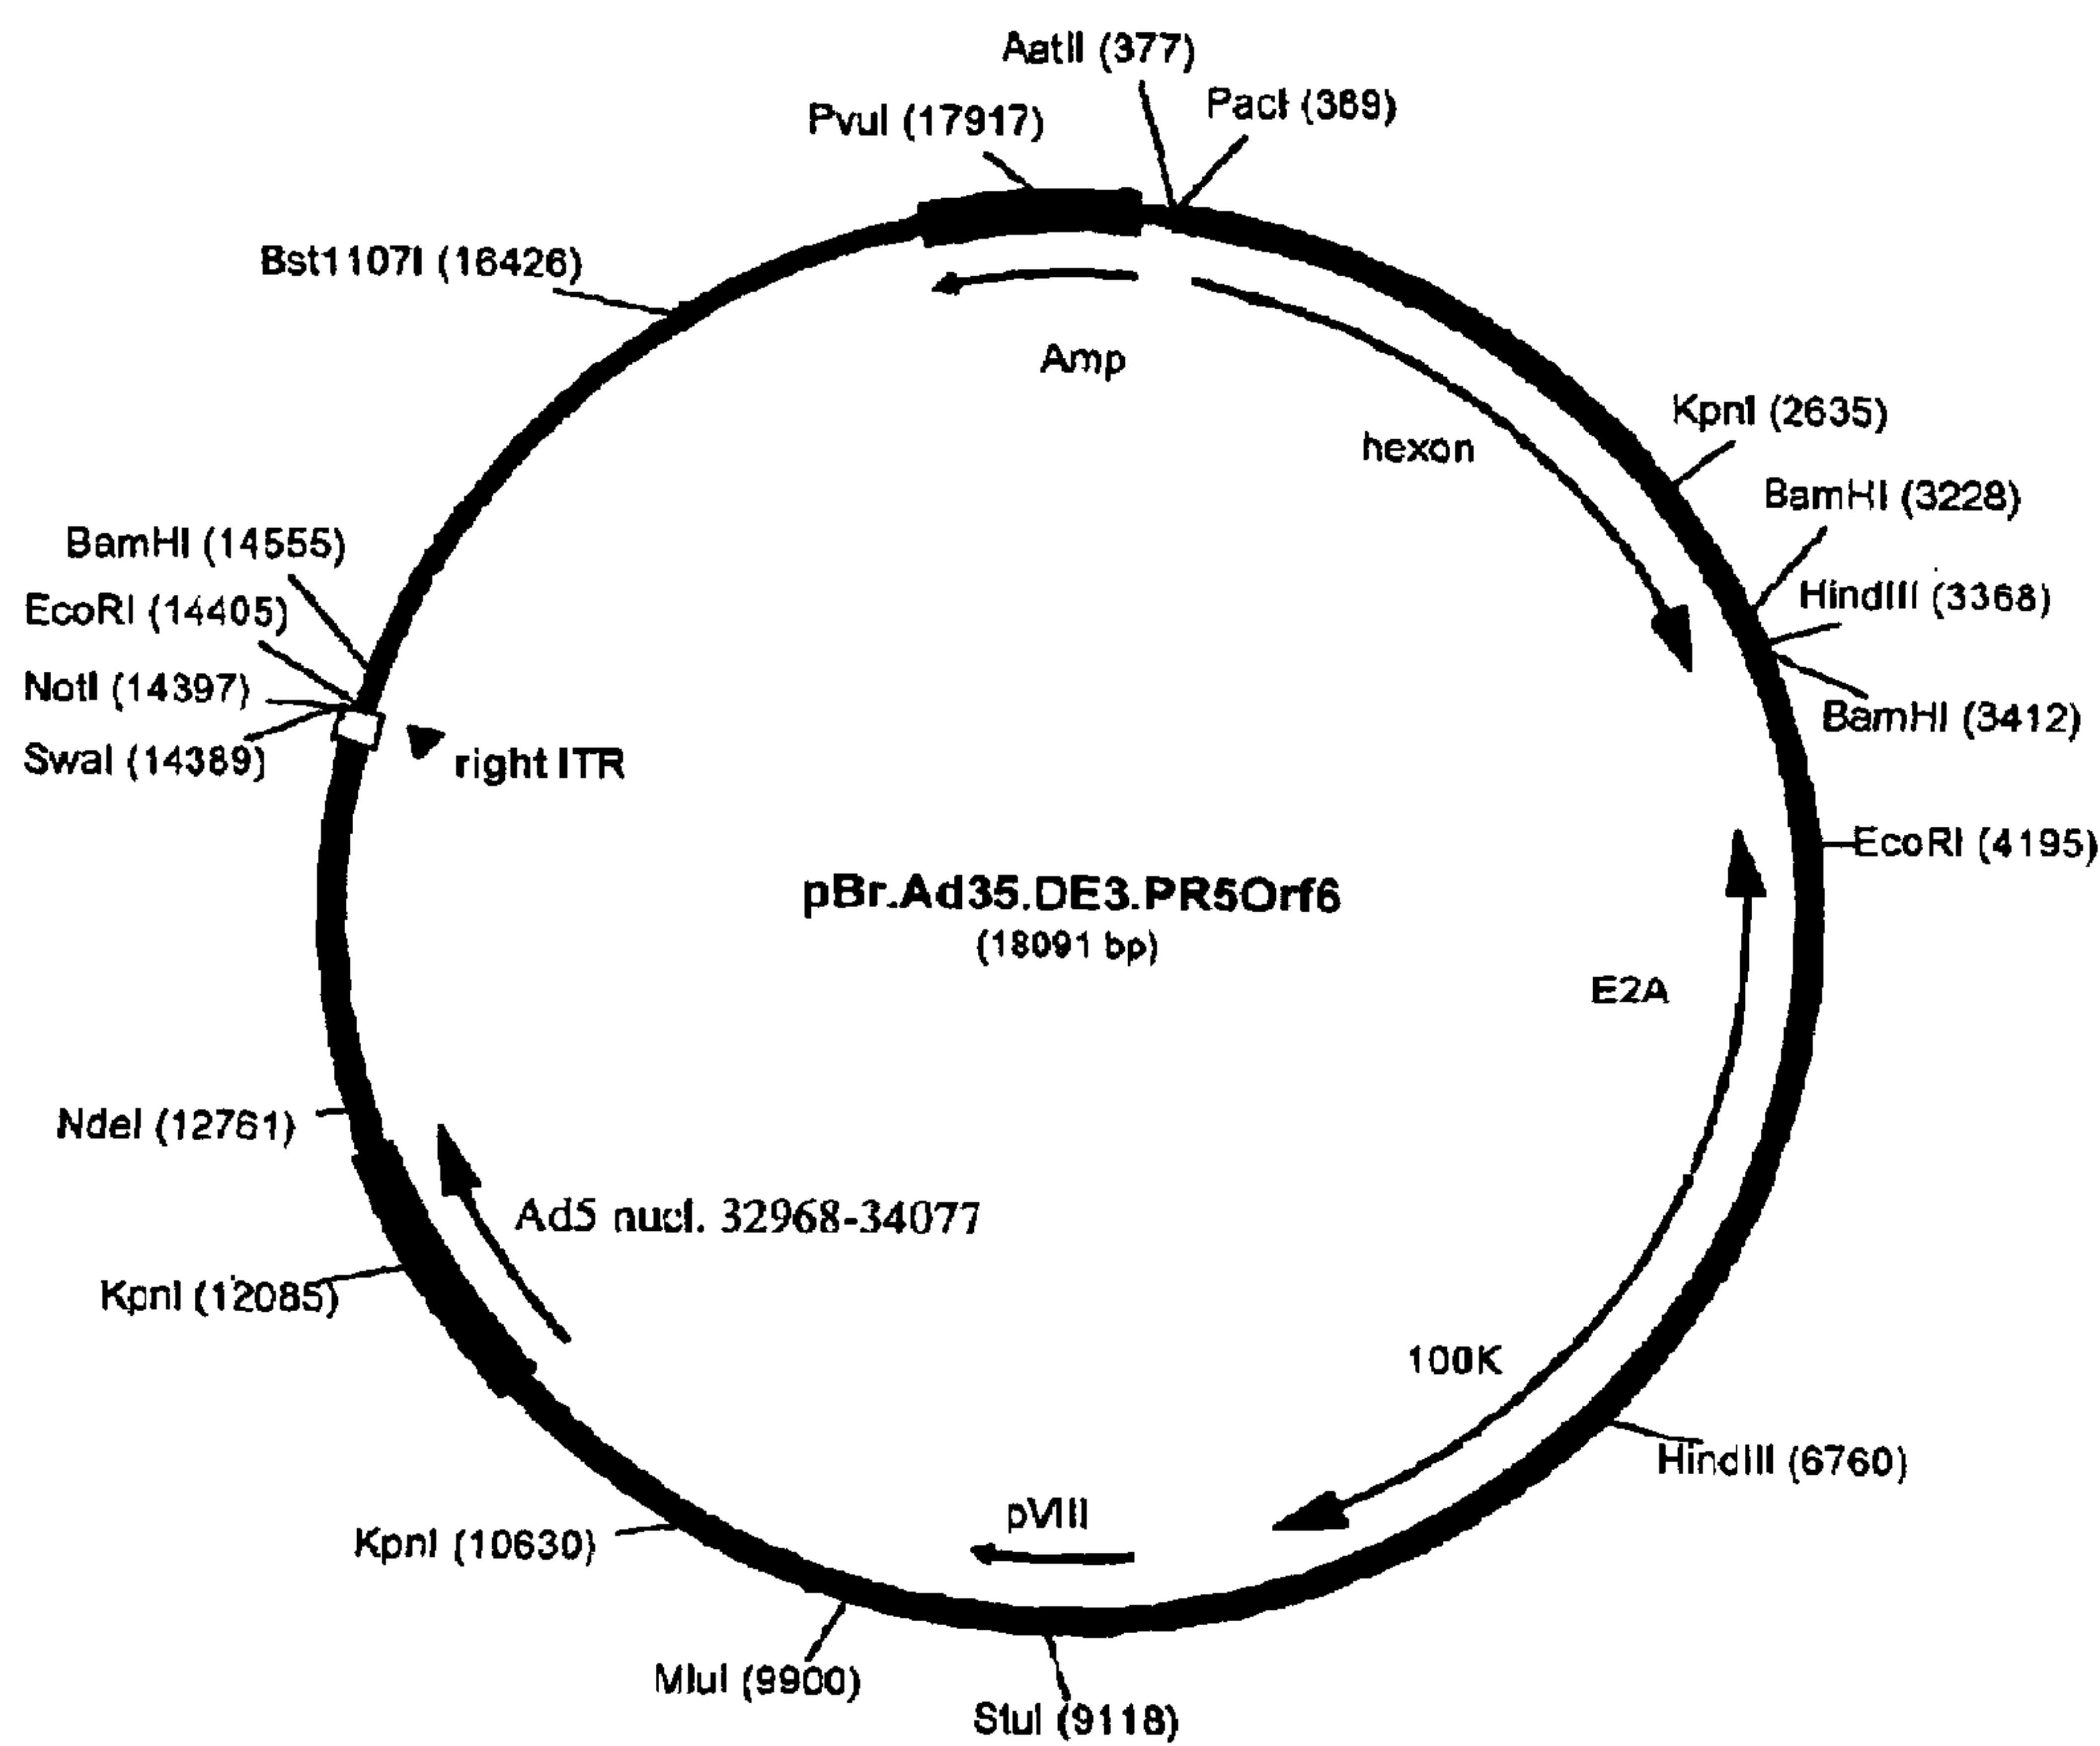 AatII (377)
PacI (389)
PvuI (17917)
Bst1107I (16426)
Amp
hexon
KpnI (2635)
BamHI (3228)
HindIII (3368)
BamHI (3412)
BamHI (14555)
EcoRI (14405)
NotI (14397)
SwaI (14389)
right ITR
EcoRI (4195)
pBr.Ad35.DE3.PR5Orf6
(18091 bp)
E2A
NdeI (12761)
Ad5 nucl. 32968-34077
KpnI (12085)
100K
HindIII (6760)
pVIII
KpnI (10630)
MluI (9900)
StuI (9118)